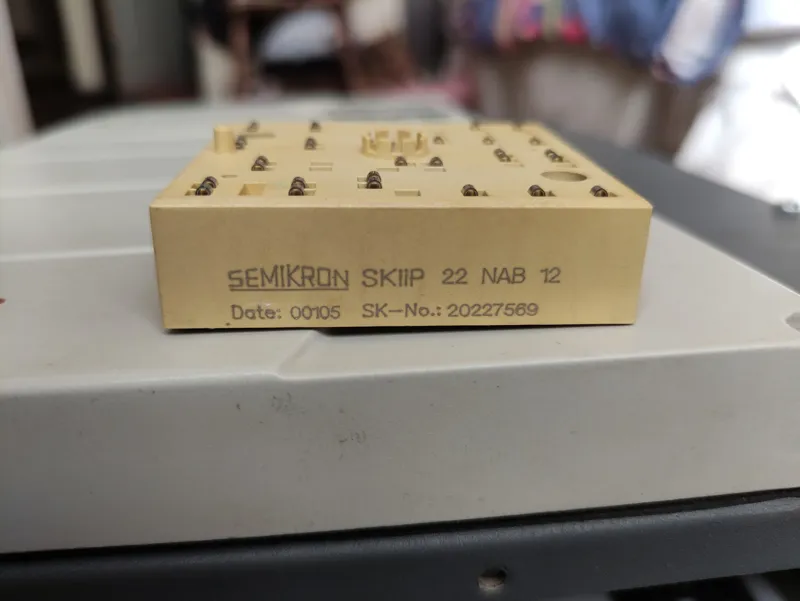 SEMIKRON SKIIP 22 NAB 12
Date: 00105 SK-No.: 20227569